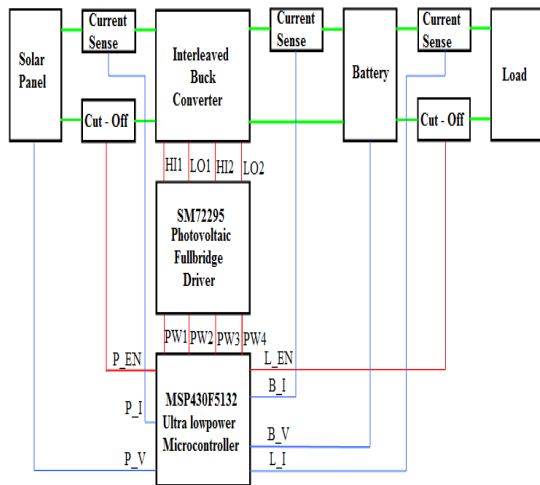 Current
Sense
Current
Sense
Current
Sense
Solar
Panel
Interleaved
Buck
Converter
Battery
Load
Cut - Off
Cut - Off
HI1
LO1
HI2
LO2
SM72295
Photovoltaic
Fullbridge
Driver
PW1
PW2
PW3
PW4
P_EN
L_EN
MSP430F5132
Ultra lowpower
Microcontroller
B_I
P_I
B_V
P_V
L_I